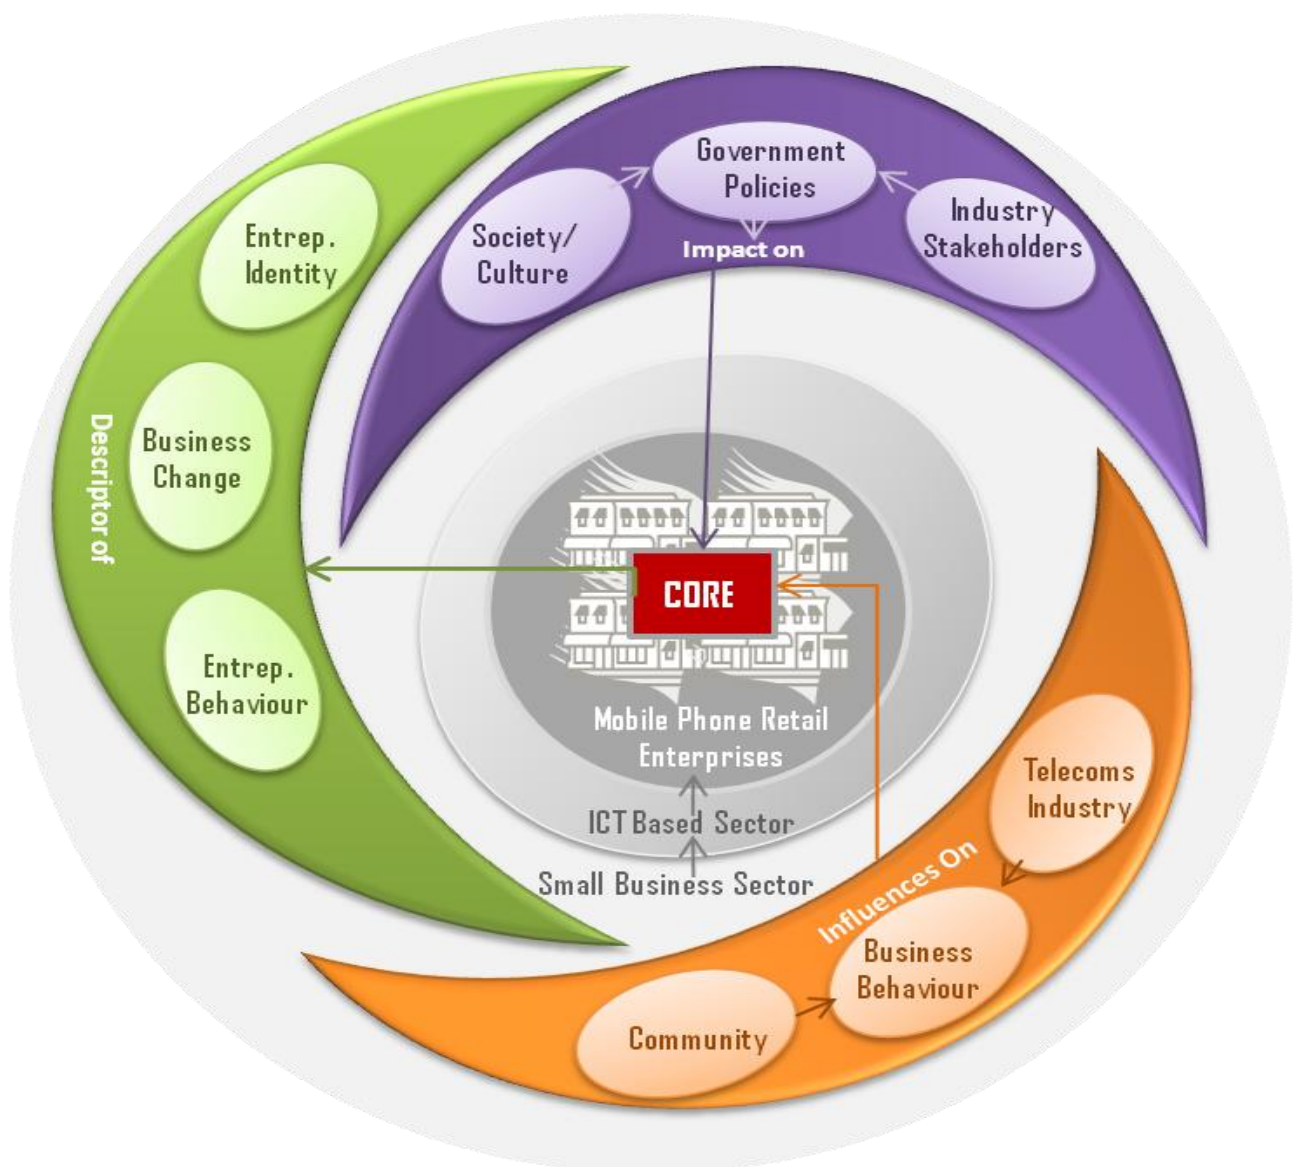 Government
Policies
Society/
Culture
Industry
Stakeholders
Impact on
Entrep.
Identity
Business
Change
Entrep.
Behaviour
Descriptor of
CORE
Mobile Phone Retail
Enterprises
ICT Based Sector
Small Business Sector
Telecoms
Industry
Influences On
Business
Behaviour
Community